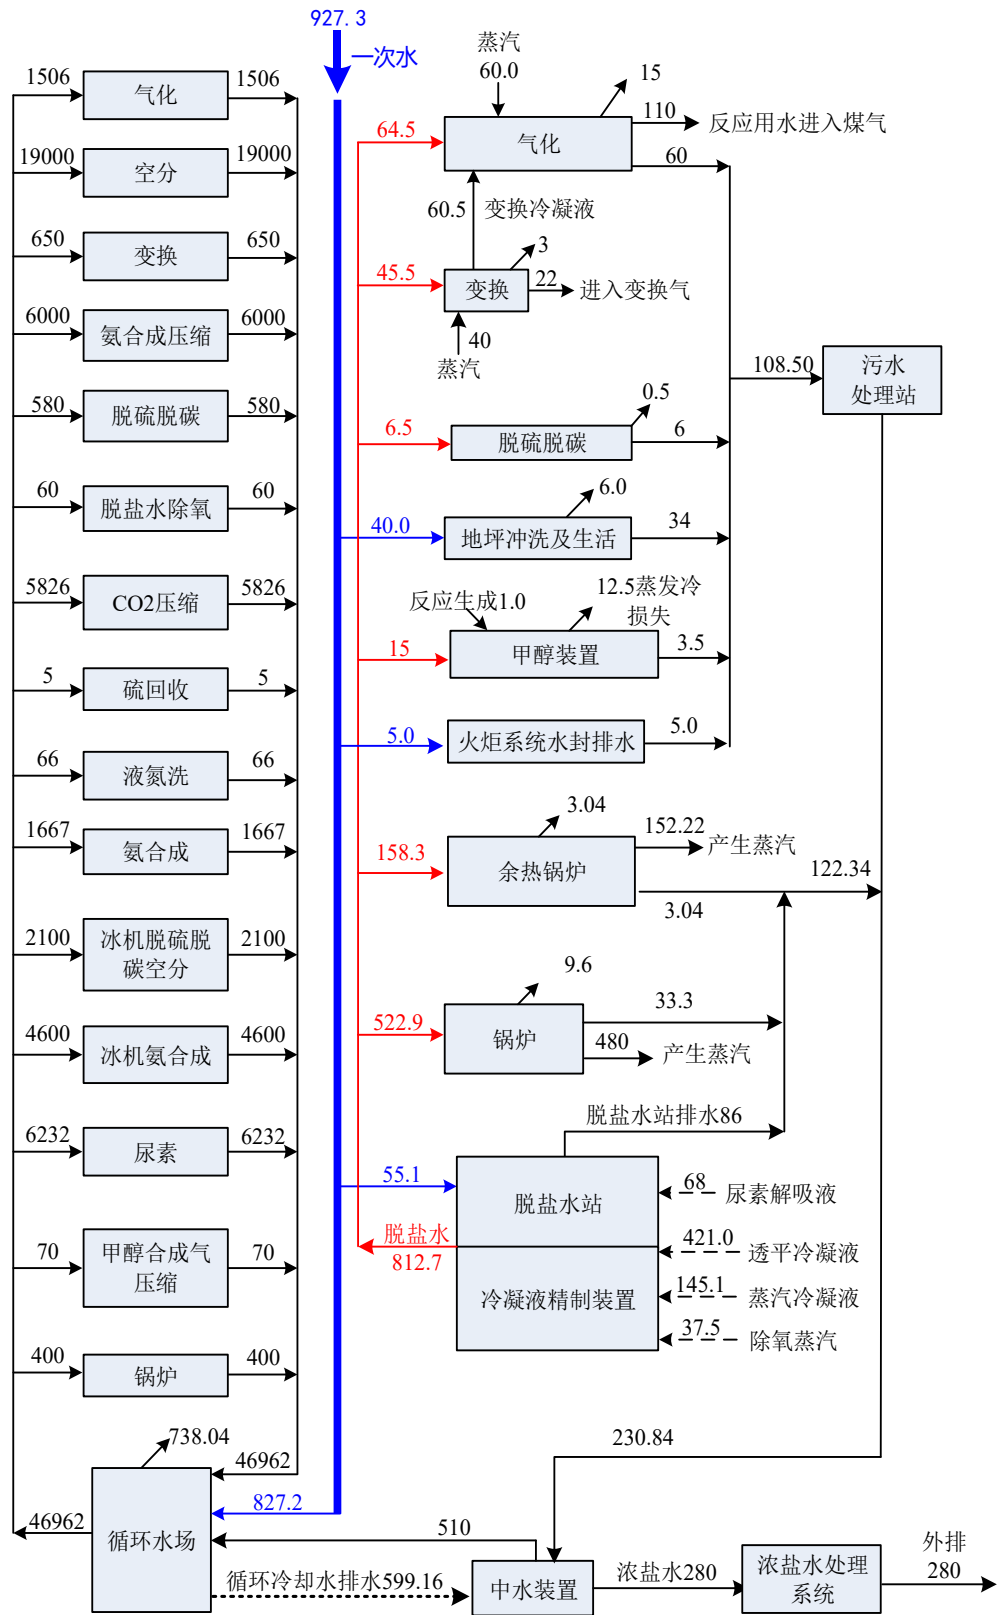 927.3
一次水
1506
气化
1506
19000
空分
19000
650
变换
650
6000
氨合成压缩
6000
580
脱硫脱碳
580
60
脱盐水除氧
60
5826
CO2压缩
5826
5
硫回收
5
66
液氮洗
66
1667
氨合成
1667
2100
冰机脱硫脱
碳空分
2100
4600
冰机氨合成
4600
6232
尿素
6232
70
甲醇合成气
压缩
70
400
锅炉
400
738.04
46962
827.2
46962
循环水场
510
循环冷却水排水599.16
蒸汽
60.0
15
64.5
气化
110
反应用水进入煤气
60
60.5
变换冷凝液
3
45.5
变换
22
进入变换气
40
蒸汽
108.50
污水
处理站
0.5
6.5
脱硫脱碳
6
6.0
40.0
地坪冲洗及生活
34
反应生成1.0
12.5蒸发冷
损失
15
甲醇装置
3.5
5.0
火炬系统水封排水
5.0
3.04
158.3
余热锅炉
152.22
产生蒸汽
3.04
122.34
9.6
522.9
锅炉
33.3
480
产生蒸汽
脱盐水站排水86
55.1
脱盐水站
68
尿素解吸液
脱盐水
812.7
421.0
透平冷凝液
冷凝液精制装置
145.1
蒸汽冷凝液
37.5
除氧蒸汽
230.84
中水装置
浓盐水280
浓盐水处理
系统
外排
280